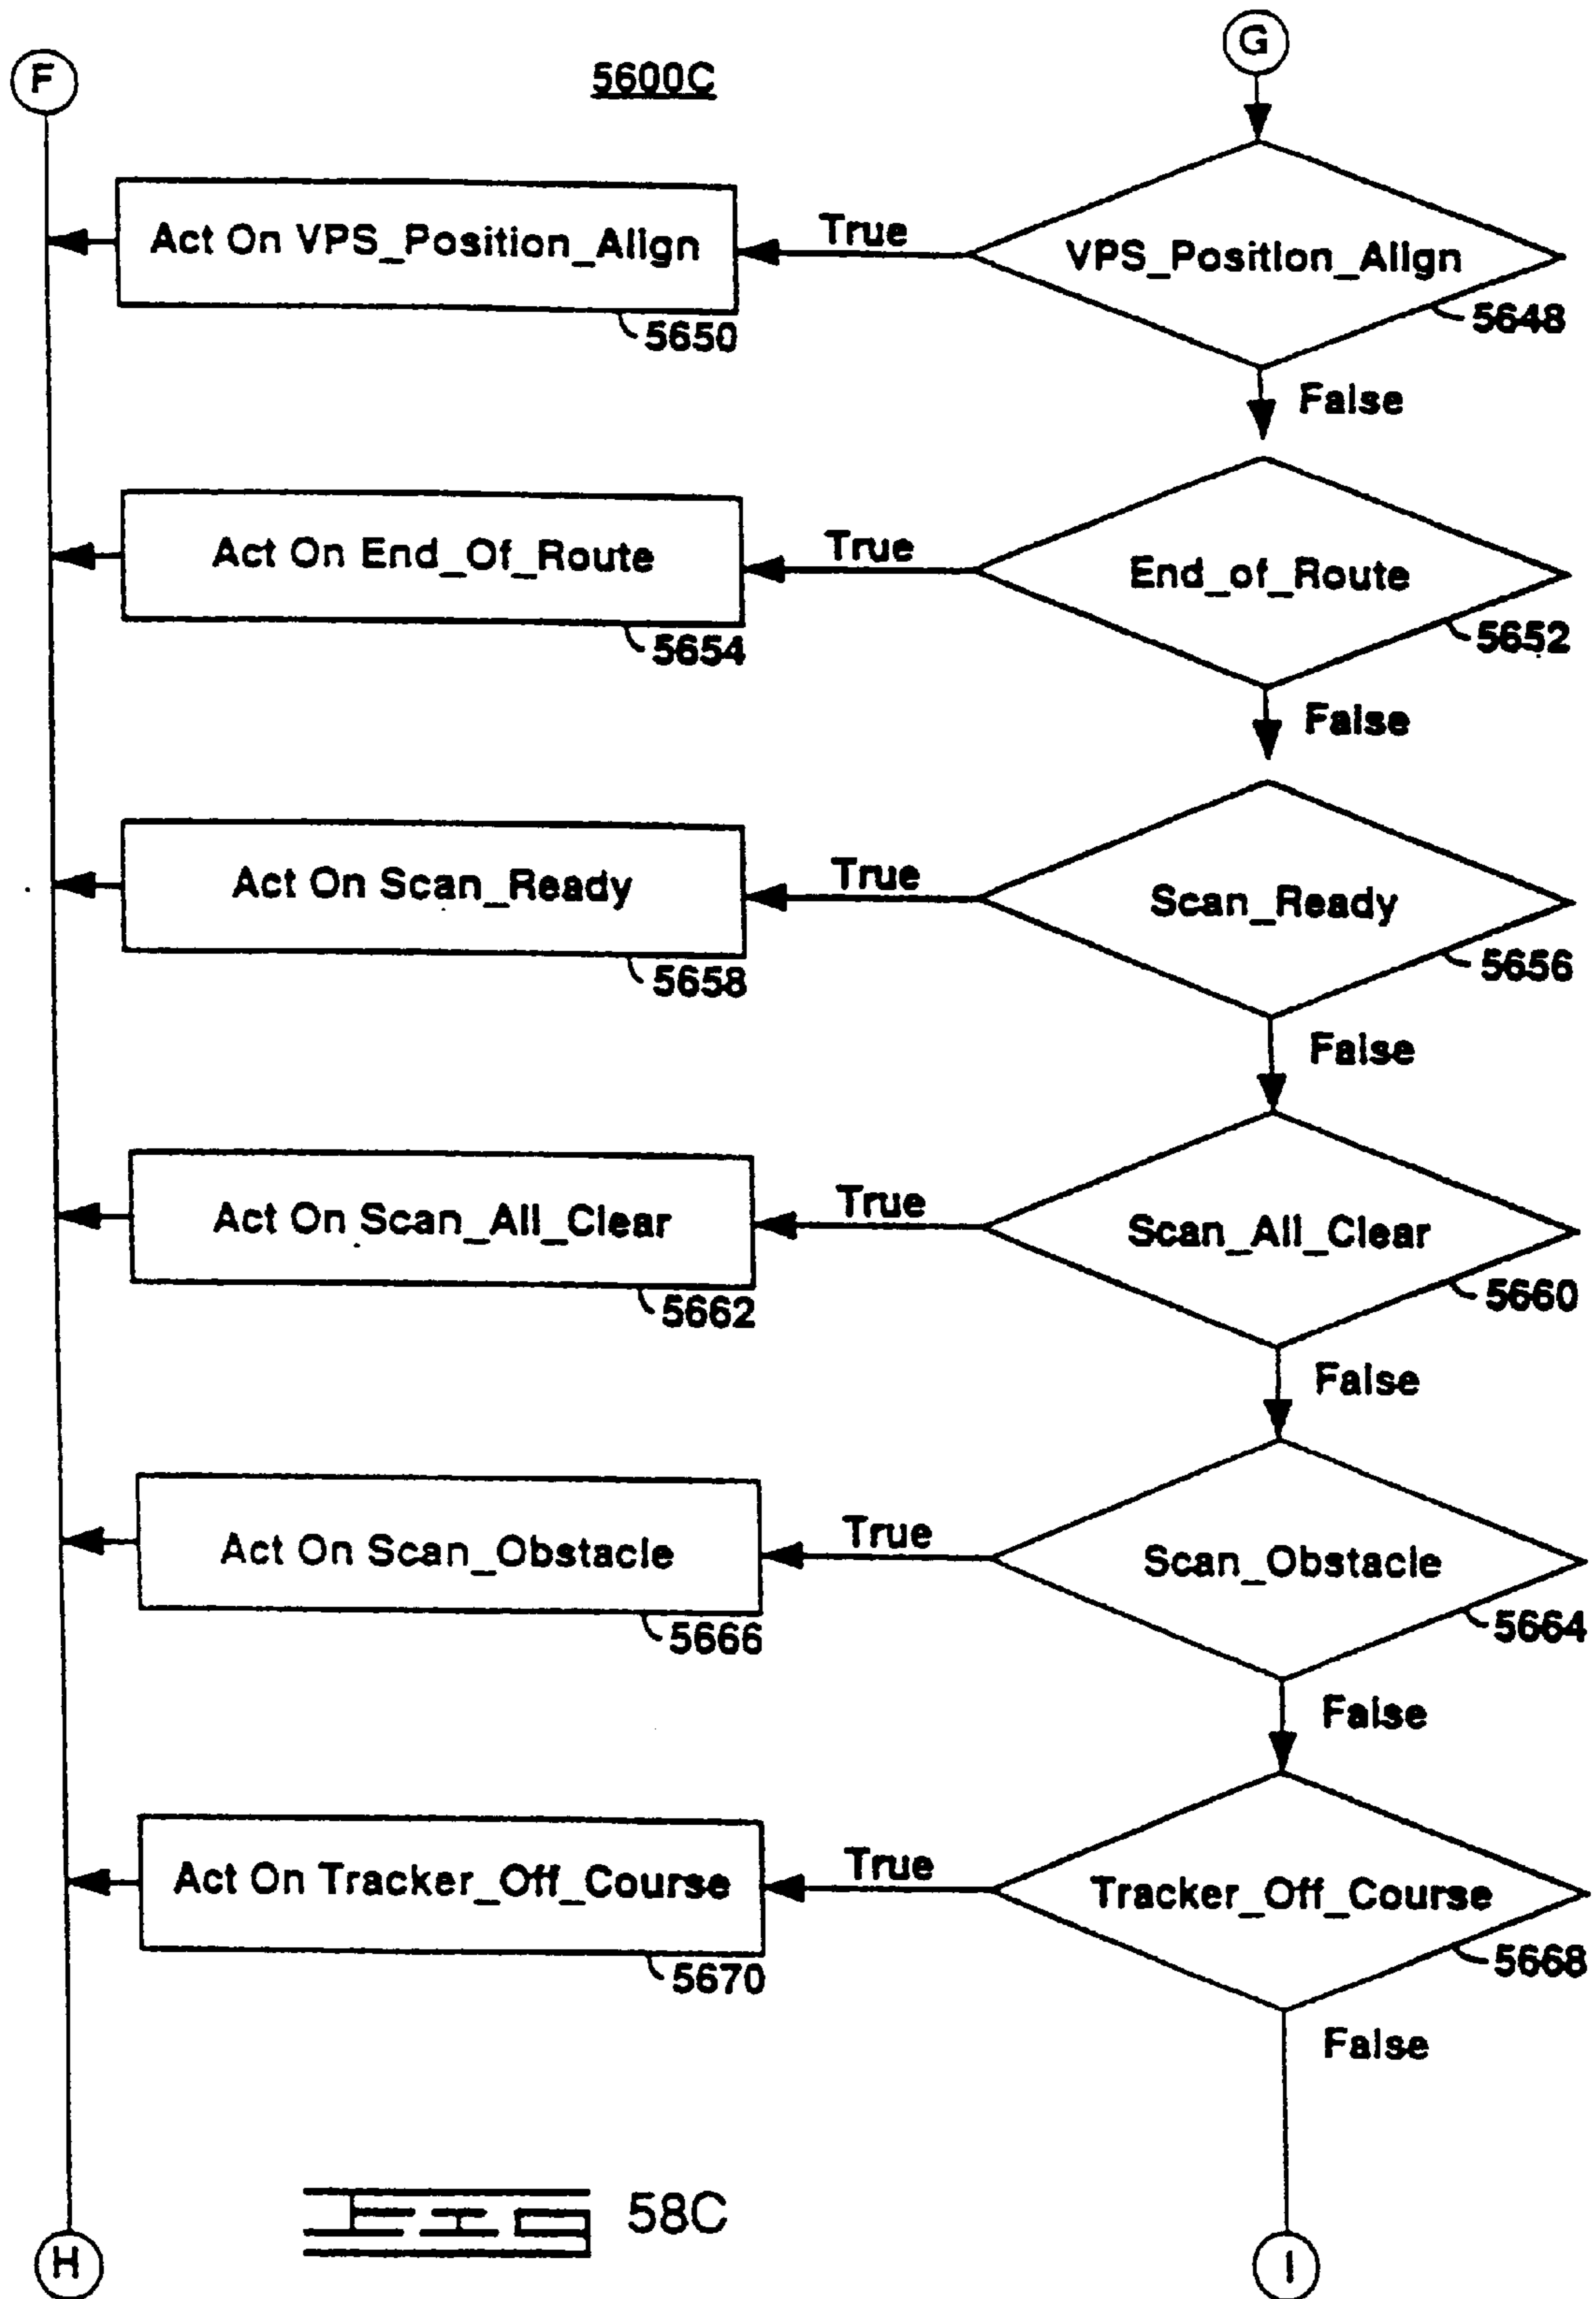 F
5600C
G
Act On VPS_Position_Align
True
VPS_Position_Align
5650
5648
False
Act On End_Of_Route
True
End_of_Route
5654
5652
False
Act On Scan_Ready
True
Scan_Ready
5658
5656
False
Act On Scan_All_Clear
True
Scan_All_Clear
5662
5660
False
Act On Scan_Obstacle
True
Scan_Obstacle
5666
5664
False
Act On Tracker_Off_Course
True
Tracker_Off_Course
5670
5668
False
FIG 58C
H
I